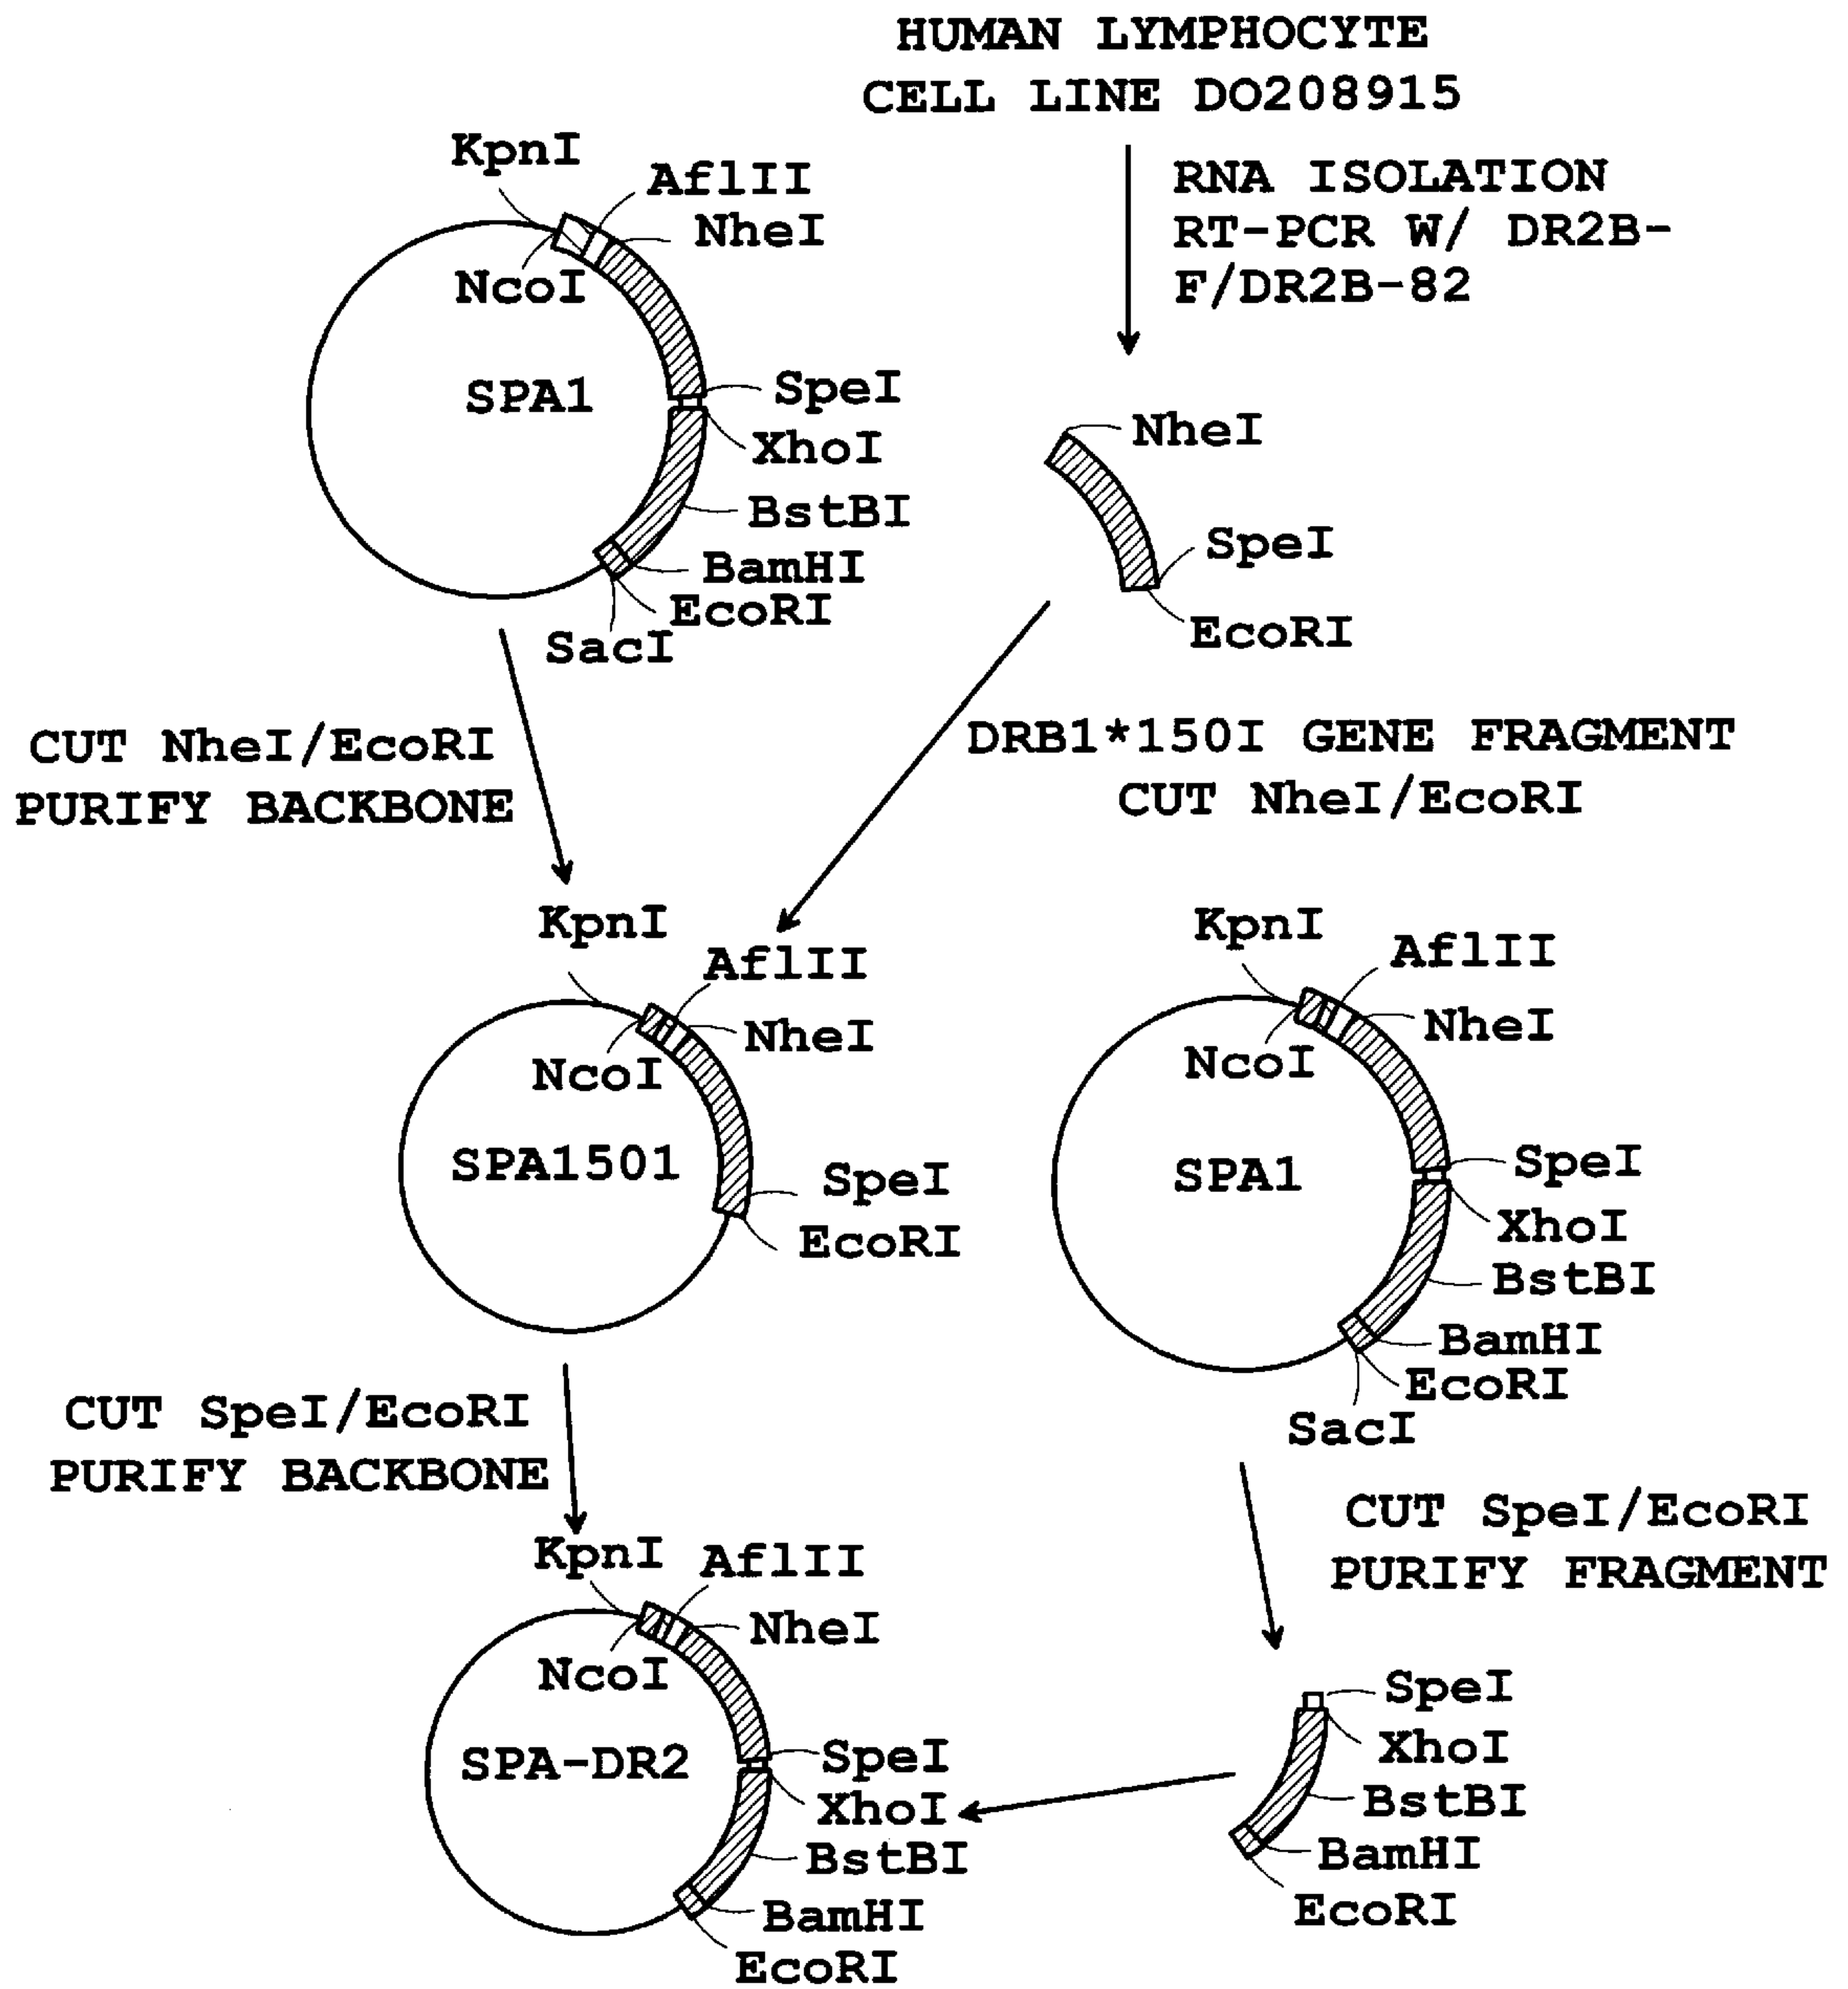 HUMAN LYMPHOCYTE
CELL LINE DO208915
RNA ISOLATION
RT-PCR W/ DR2B-
F/DR2B-82
KpnI
AflII
NheI
NcoI
SPA1
SpeI
XhoI
BstBI
BamHI
EcoRI
SacI
NheI
SpeI
EcoRI
CUT NheI/EcoRI
PURIFY BACKBONE
DRB1*150I GENE FRAGMENT
CUT NheI/EcoRI
KpnI
AflII
NheI
NcoI
SPA1501
SpeI
EcoRI
KpnI
AflII
NheI
NcoI
SPA1
SpeI
XhoI
BstBI
BamHI
EcoRI
SacI
CUT SpeI/EcoRI
PURIFY BACKBONE
CUT SpeI/EcoRI
PURIFY FRAGMENT
KpnI
AflII
NheI
NcoI
SPA-DR2
SpeI
XhoI
BstBI
BamHI
EcoRI
SpeI
XhoI
BstBI
BamHI
EcoRI